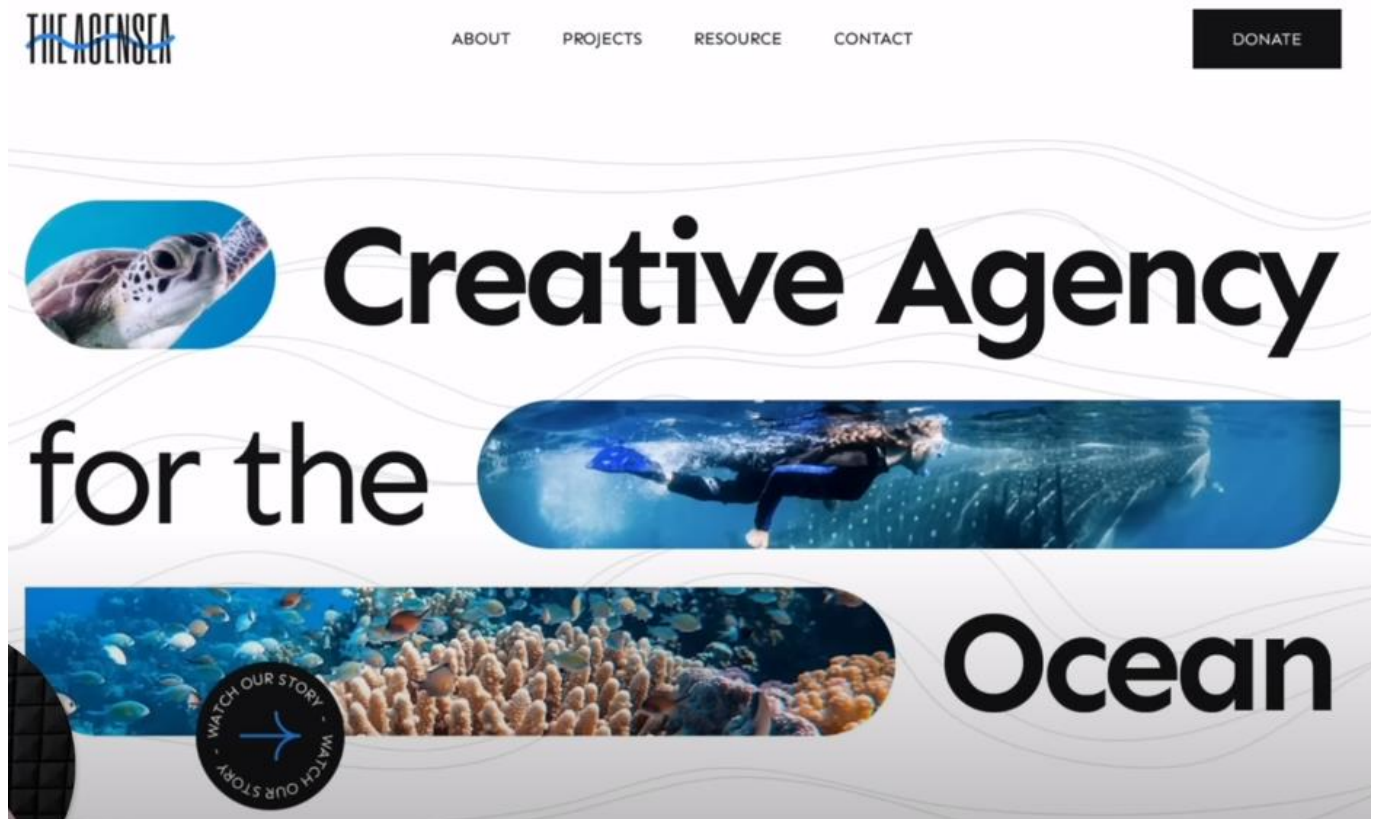 THE AGENSEA
ABOUT
PROJECTS
RESOURCE
CONTACT
DONATE
Creative Agency
for the
Ocean
WATCH OUR STORY - WATCH OUR STORY -